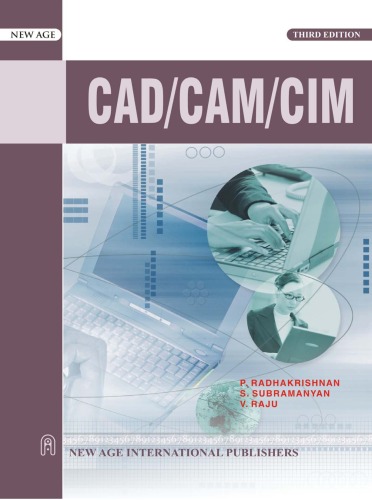 NEW AGE
THIRD EDITION
CAD/CAM/CIM
P. RADHAKRISHNAN
S. SUBRAMANYAN
V. RAJU
NEW AGE INTERNATIONAL PUBLISHERS